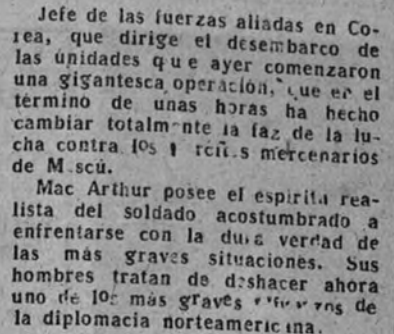 Jefe de las fuerzas aliadas en Co-
rea, que dirige el desembarco de
las unidades que ayer comenzaron
una gigantesca operación, que en el
término de unas horas ha hecho
cambiar totalmente la faz de la lu-
cha contra los mercenarios
de Moscú.
Mac Arthur posee el espíritu rea-
lista del soldado acostumbrado a
enfrentarse con la dura verdad de
las más graves situaciones. Sus
hombres tratan de deshacer ahora
uno de los más graves de
la diplomacia norteamericana.